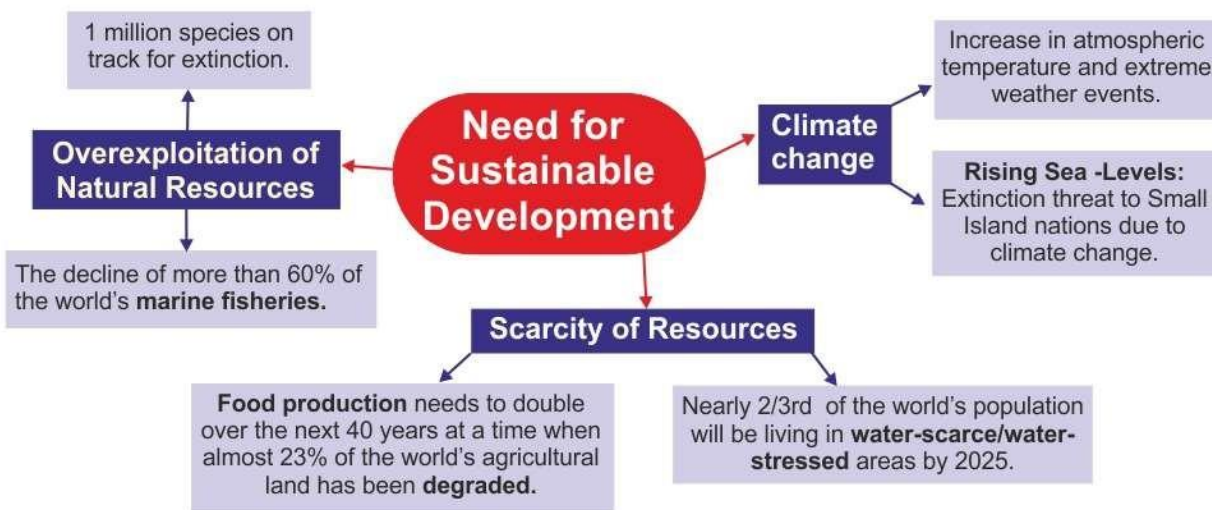 Need for
Sustainable
Development
Overexploitation of
Natural Resources
1 million species on
track for extinction.
The decline of more than 60% of
the world's marine fisheries.
Climate
change
Increase in atmospheric
temperature and extreme
weather events.
Rising Sea -Levels:
Extinction threat to Small
Island nations due to
climate change.
Scarcity of Resources
Food production needs to double
over the next 40 years at a time when
almost 23% of the world's agricultural
land has been degraded.
Nearly 2/3rd of the world's population
will be living in water-scarce/water-
stressed areas by 2025.